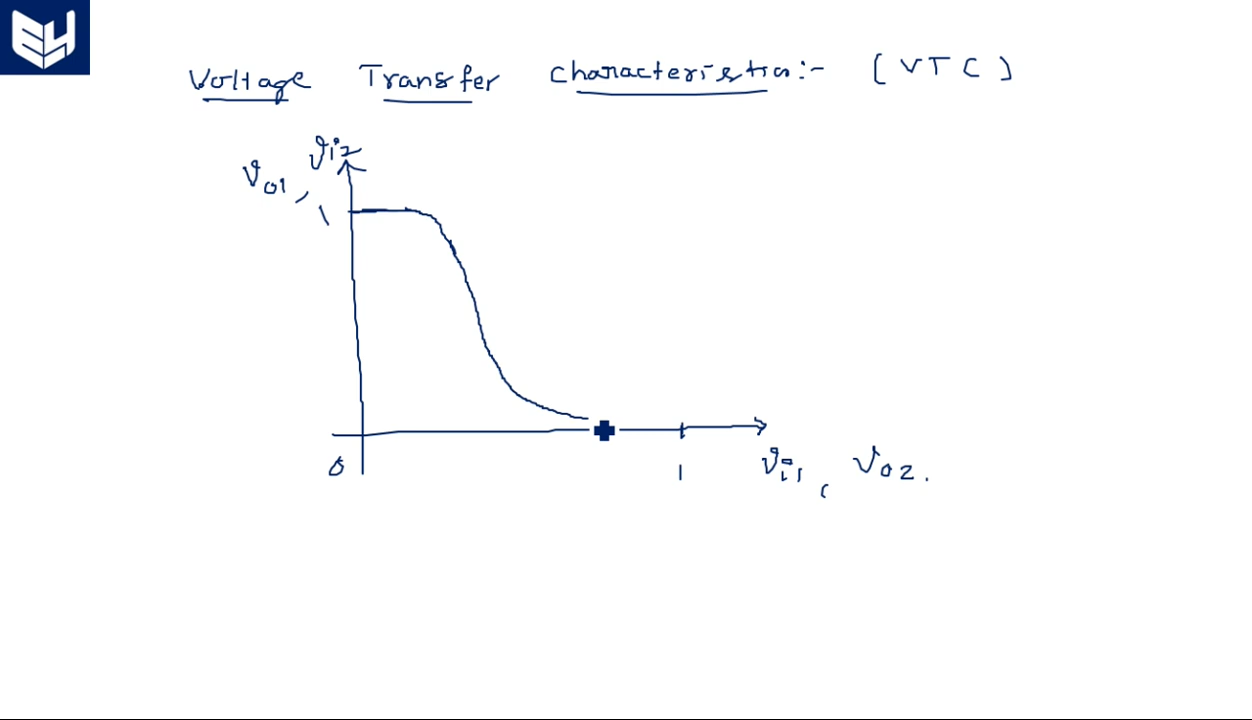 Voltage Transfer characteristics:- (VTC)
Vi2
Vo1,
1
0
1
Vi1, Vo2.